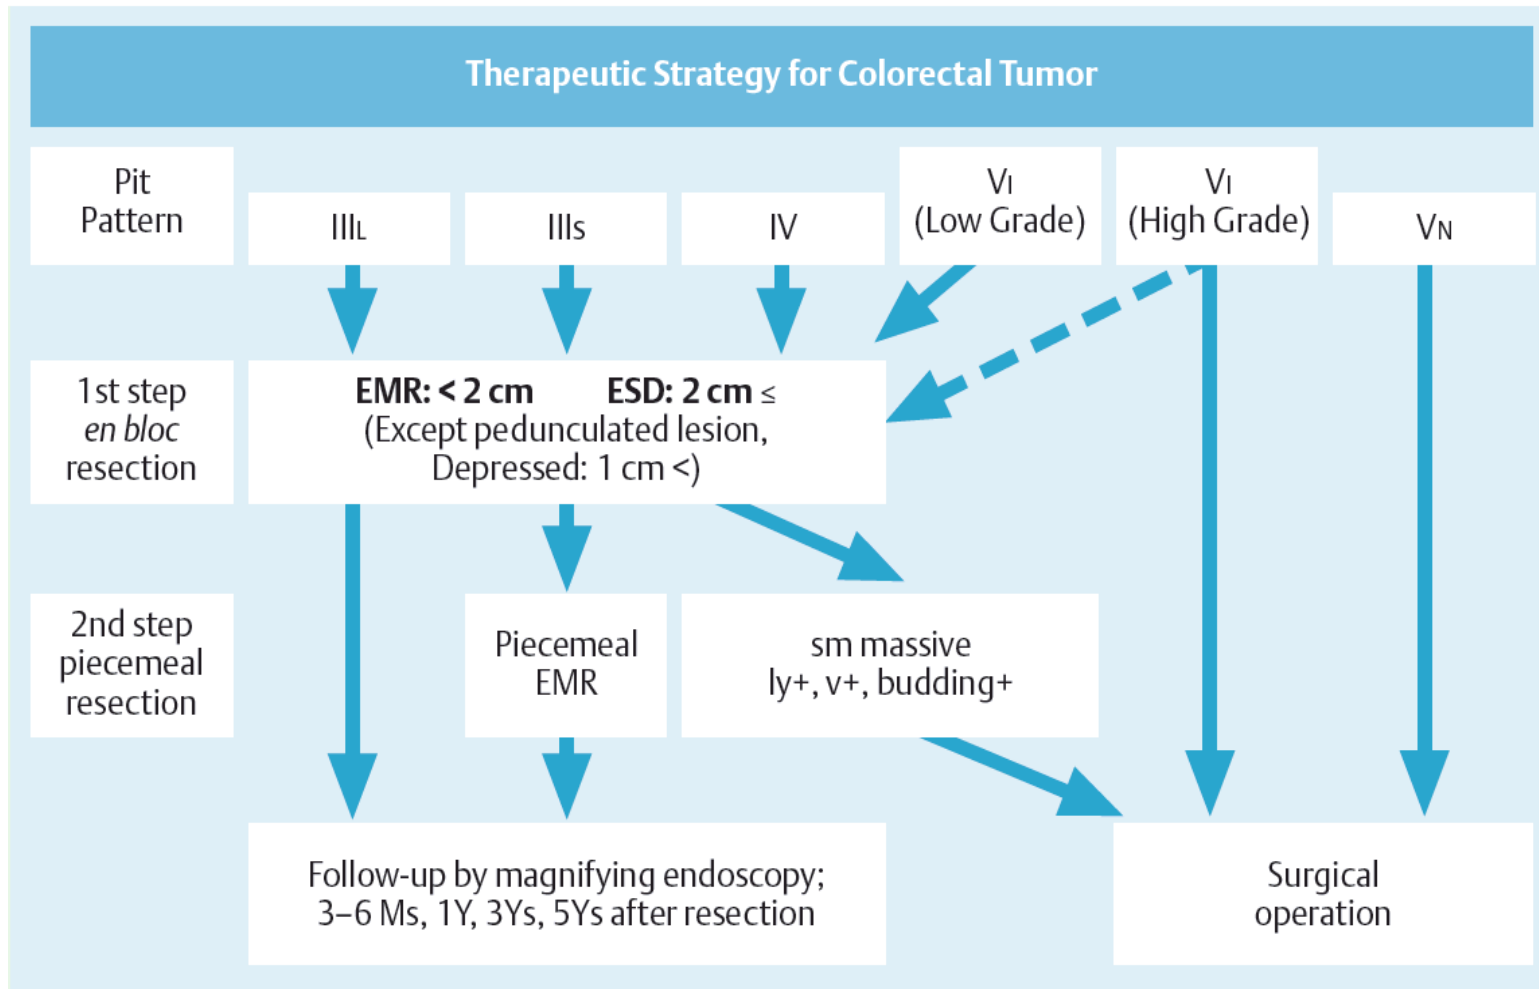 Therapeutic Strategy for Colorectal Tumor
Pit
Pattern
IIIL
IIIs
IV
VI
(Low Grade)
VI
(High Grade)
VN
1st step
en bloc
resection
EMR: < 2 cm ESD: 2 cm ≤
(Except pedunculated lesion,
Depressed: 1 cm <)
2nd step
piecemeal
resection
Piecemeal
EMR
sm massive
ly+, v+, budding+
Follow-up by magnifying endoscopy;
3–6 Ms, 1Y, 3Ys, 5Ys after resection
Surgical
operation